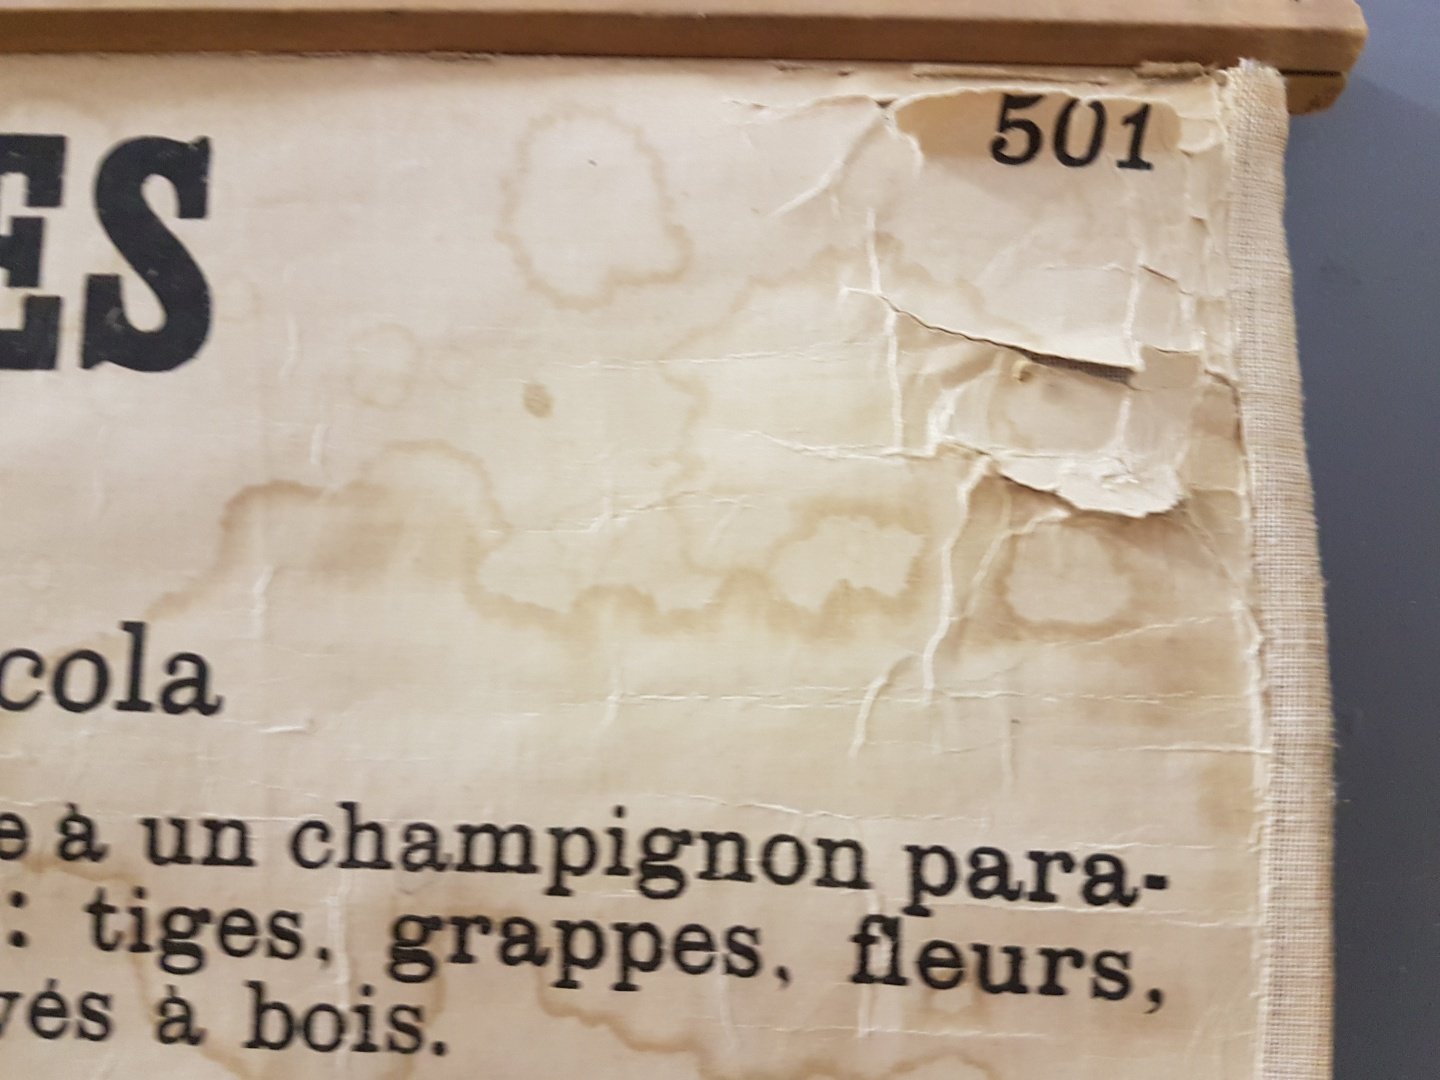 501
ES
cola
e à un champignon para-
: tiges, grappes, fleurs,
vés à bois.